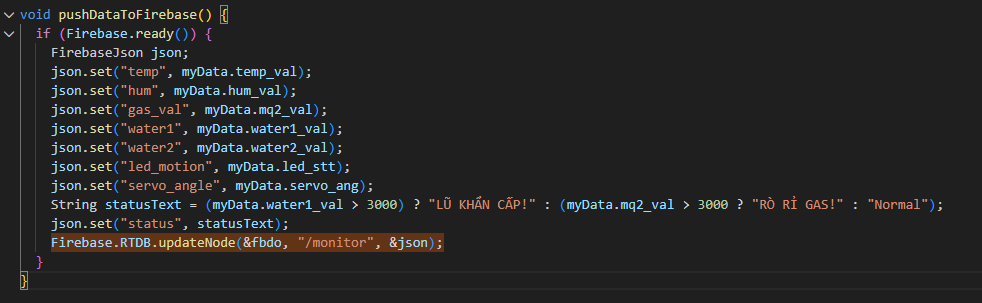 void pushDataToFirebase() {
  if (Firebase.ready()) {
    FirebaseJson json;
    json.set("temp", myData.temp_val);
    json.set("hum", myData.hum_val);
    json.set("gas_val", myData.mq2_val);
    json.set("water1", myData.water1_val);
    json.set("water2", myData.water2_val);
    json.set("led_motion", myData.led_stt);
    json.set("servo_angle", myData.servo_ang);
    String statusText = (myData.water1_val > 3000) ? "LŨ KHẨN CẤP!" : (myData.mq2_val > 3000 ? "RÒ RỈ GAS!" : "Normal");
    json.set("status", statusText);
    Firebase.RTDB.updateNode(&fbdo, "/monitor", &json);
  }
}